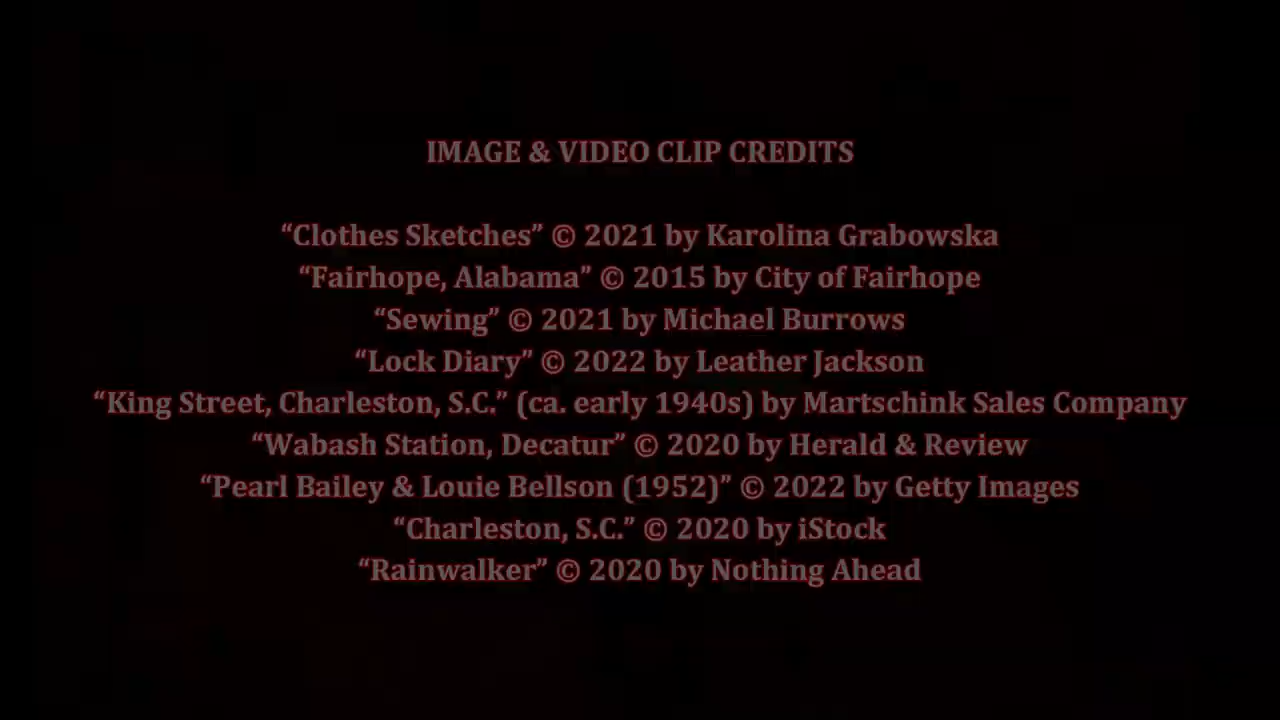 IMAGE & VIDEO CLIP CREDITS
“Clothes Sketches” © 2021 by Karolina Grabowska
“Fairhope, Alabama” © 2015 by City of Fairhope
“Sewing” © 2021 by Michael Burrows
“Lock Diary” © 2022 by Leather Jackson
“King Street, Charleston, S.C.” (ca. early 1940s) by Martschink Sales Company
“Wabash Station, Decatur” © 2020 by Herald & Review
“Pearl Bailey & Louie Bellson (1952)” © 2022 by Getty Images
“Charleston, S.C.” © 2020 by iStock
“Rainwalker” © 2020 by Nothing Ahead